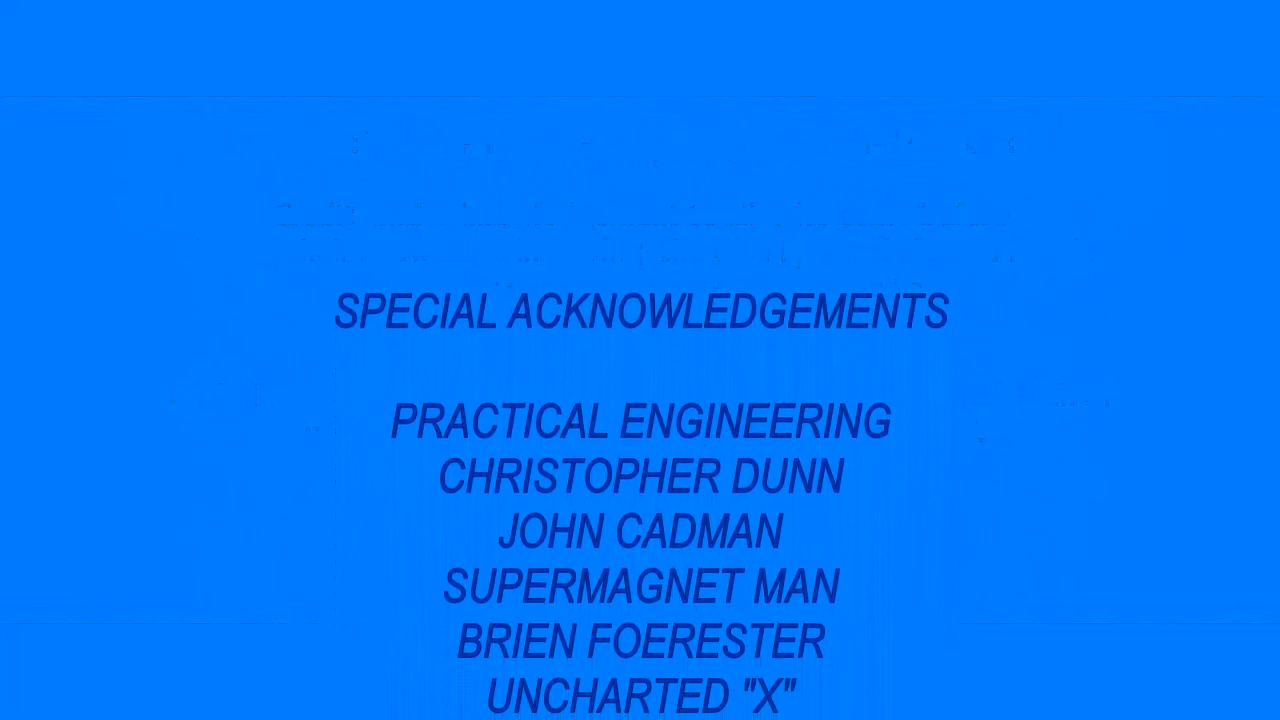 SPECIAL ACKNOWLEDGEMENTS
PRACTICAL ENGINEERING
CHRISTOPHER DUNN
JOHN CADMAN
SUPERMAGNET MAN
BRIEN FOERESTER
UNCHARTED "X"